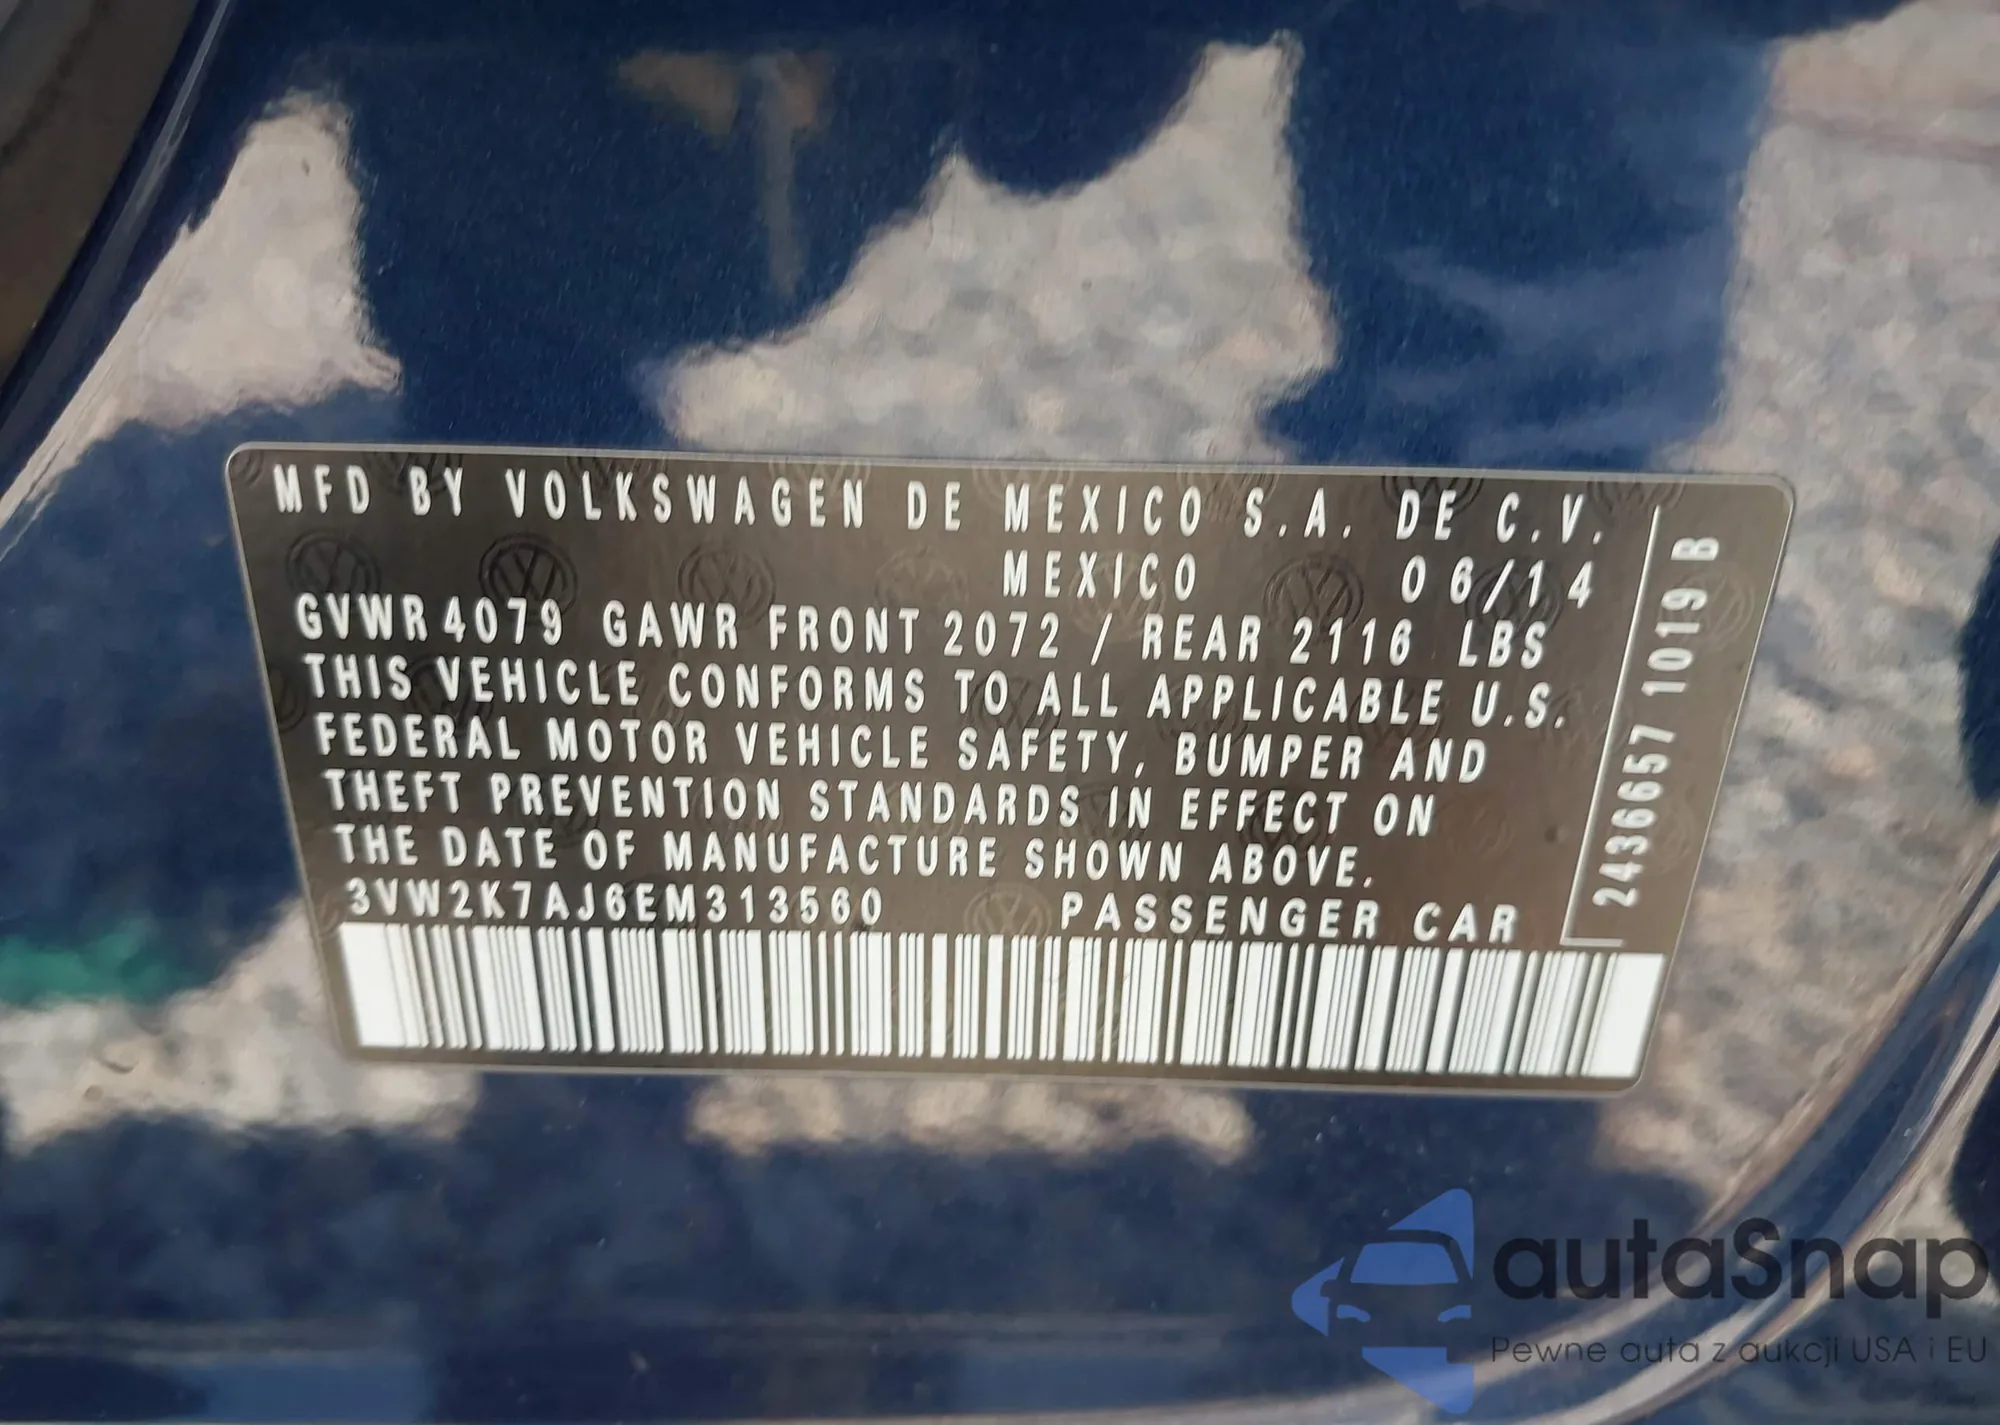 MFD BY VOLKSWAGEN DE MEXICO S.A. DE C.V.
MEXICO 06/14
GVWR 4079 GAWR FRONT 2072 / REAR 2116 LBS
THIS VEHICLE CONFORMS TO ALL APPLICABLE U.S.
FEDERAL MOTOR VEHICLE SAFETY, BUMPER AND
THEFT PREVENTION STANDARDS IN EFFECT ON
THE DATE OF MANUFACTURE SHOWN ABOVE.
3VW2K7AJ6EM313560 PASSENGER CAR
2436657 1019 B
autaSnap
Pewne auta z aukcji USA i EU